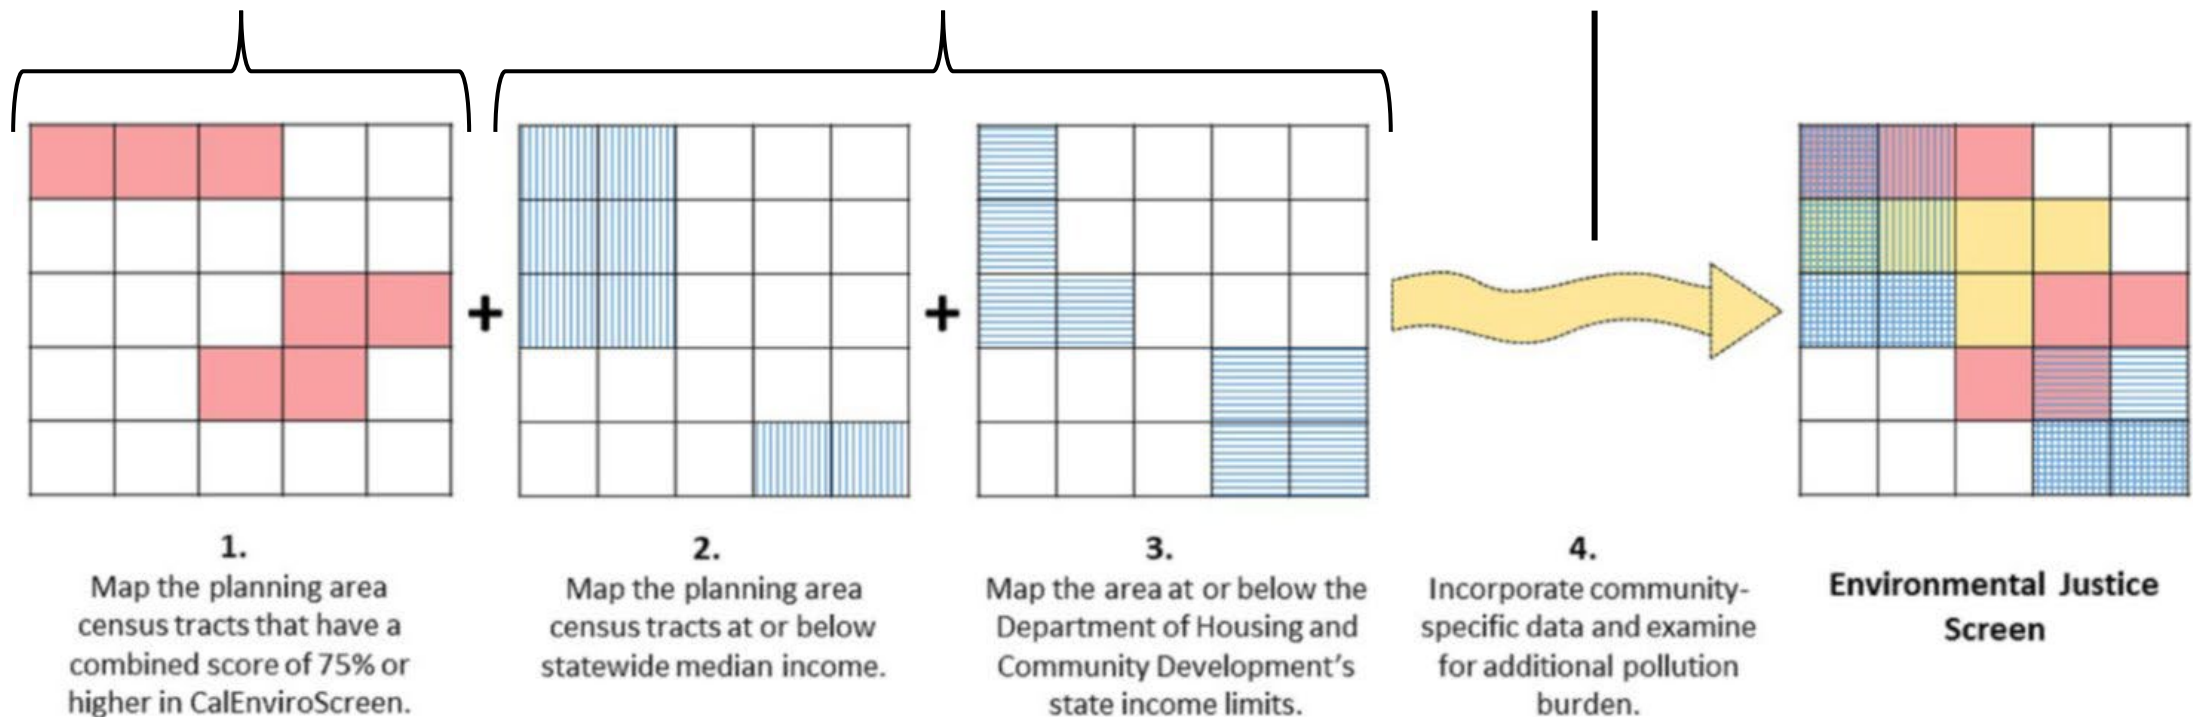 +
+
1.
Map the planning area
census tracts that have a
combined score of 75% or
higher in CalEnviroScreen.
2.
Map the planning area
census tracts at or below
statewide median income.
3.
Map the area at or below the
Department of Housing and
Community Development’s
state income limits.
4.
Incorporate community-
specific data and examine
for additional pollution
burden.
Environmental Justice
Screen